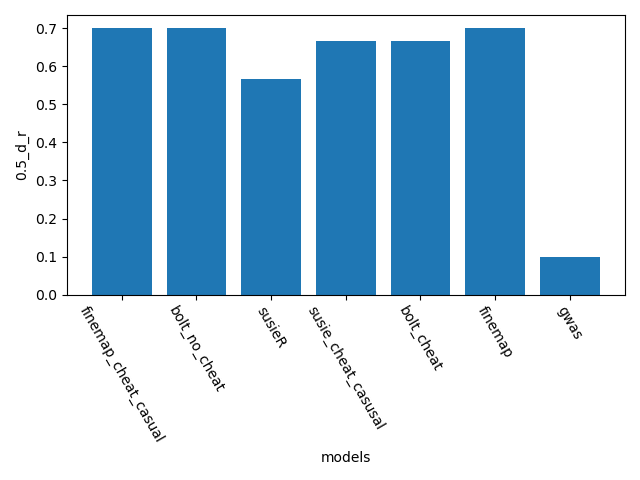 0.7
0.6
0.5
0.4
0.3
0.2
0.1
0.0
0.5_d_r
finemap_cheat_casual
bolt_no_cheat
susieR
susie_cheat_casusal
bolt_cheat
finemap
gwas
models